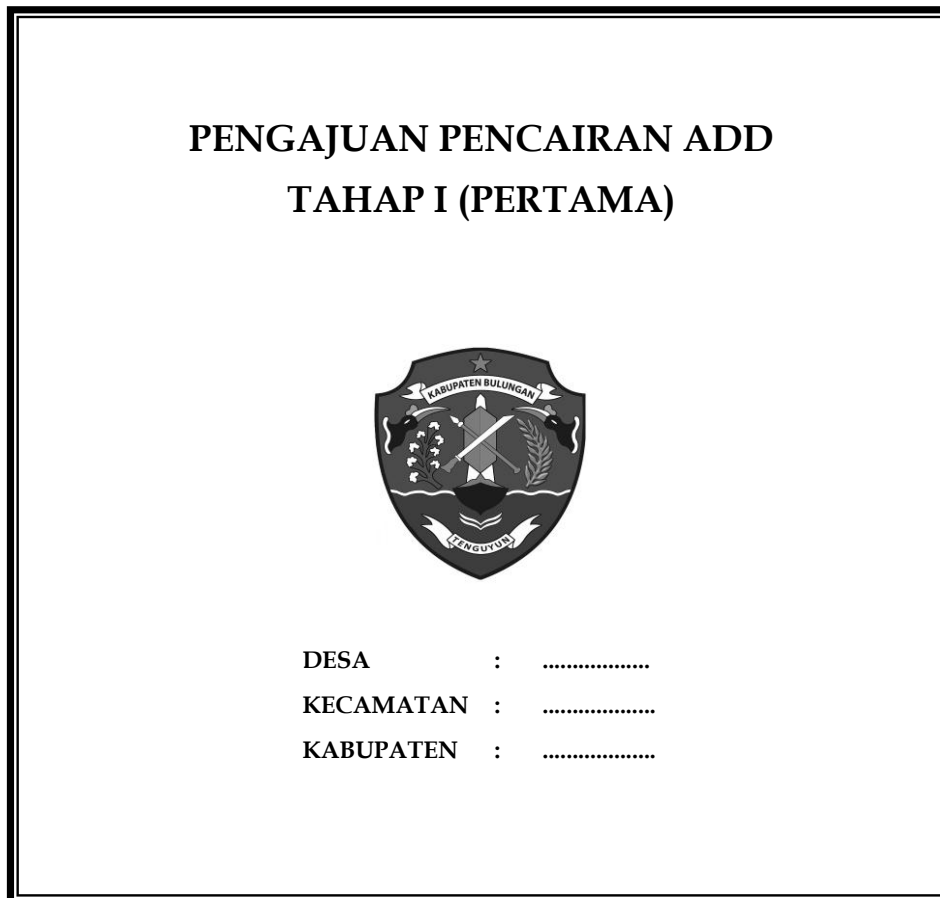 PENGAJUAN PENCAIRAN ADD
TAHAP I (PERTAMA)
KABUPATEN BULUNGAN
TENGUYUN
DESA : ..................
KECAMATAN : ...................
KABUPATEN : ...................